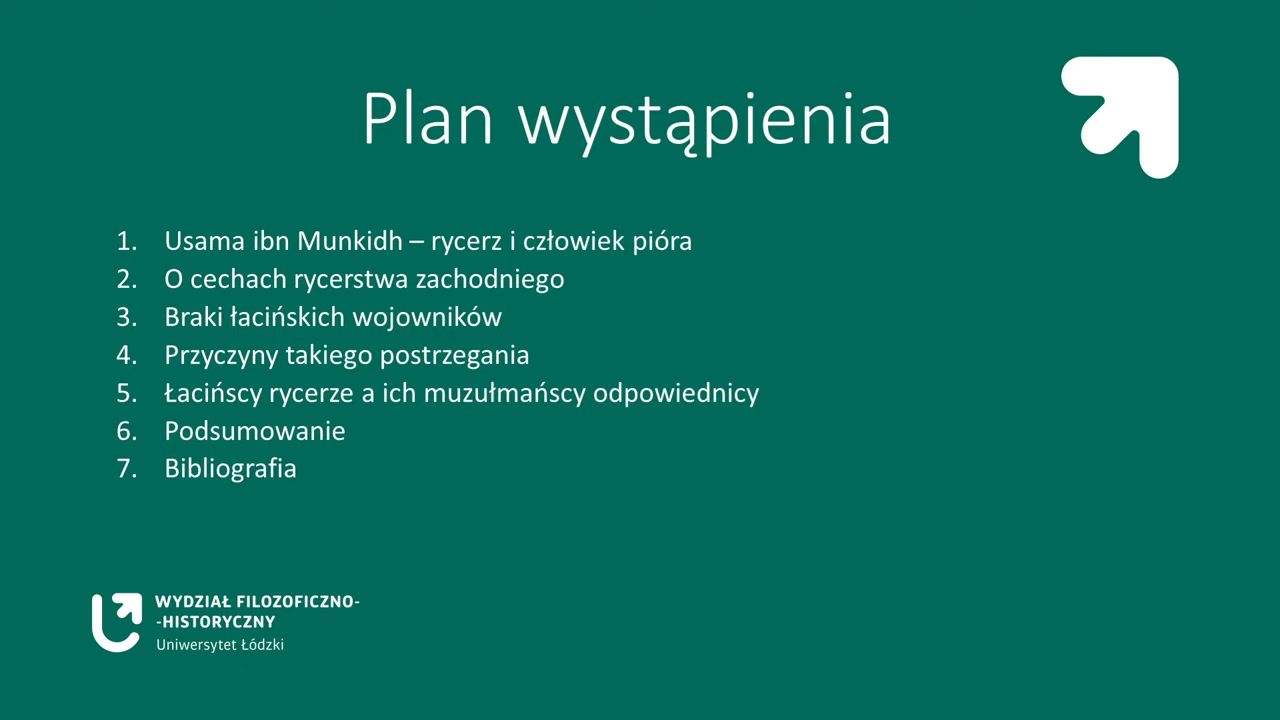 Plan wystąpienia
1. Usama ibn Munkidh – rycerz i człowiek pióra
2. O cechach rycerstwa zachodniego
3. Braki łacińskich wojowników
4. Przyczyny takiego postrzegania
5. Łacińscy rycerze a ich muzułmańscy odpowiednicy
6. Podsumowanie
7. Bibliografia
WYDZIAŁ FILOZOFICZNO-
-HISTORYCZNY
Uniwersytet Łódzki